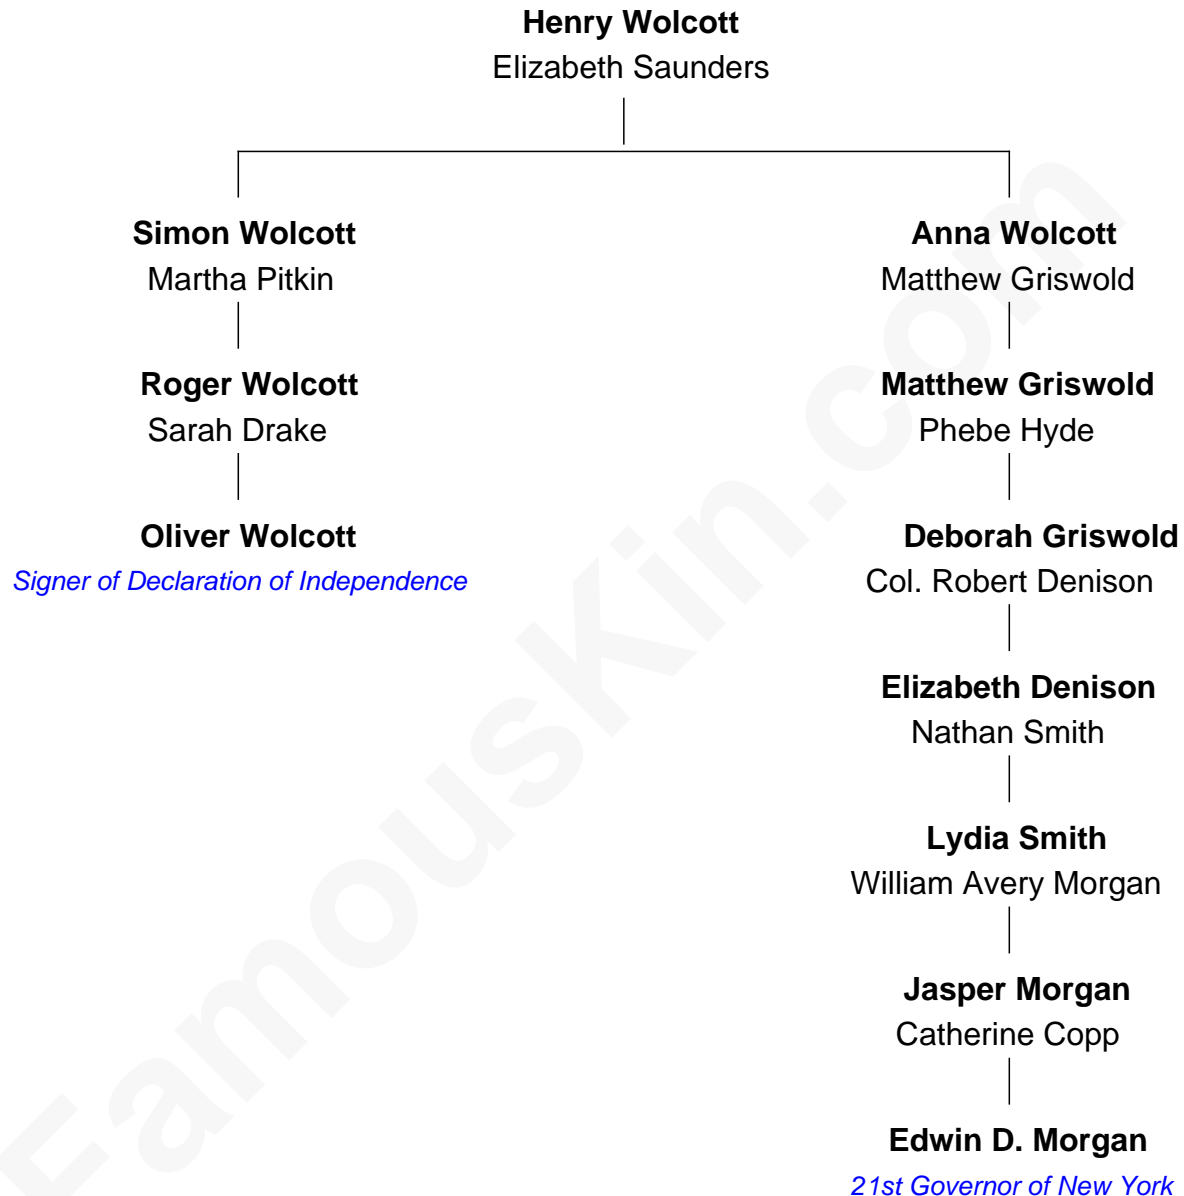 Henry Wolcott
Elizabeth Saunders
Simon Wolcott
Martha Pitkin
Roger Wolcott
Sarah Drake
Oliver Wolcott
Signer of Declaration of Independence
Anna Wolcott
Matthew Griswold
Matthew Griswold
Phebe Hyde
Deborah Griswold
Col. Robert Denison
Elizabeth Denison
Nathan Smith
Lydia Smith
William Avery Morgan
Jasper Morgan
Catherine Copp
Edwin D. Morgan
21st Governor of New York
FamousKin.com